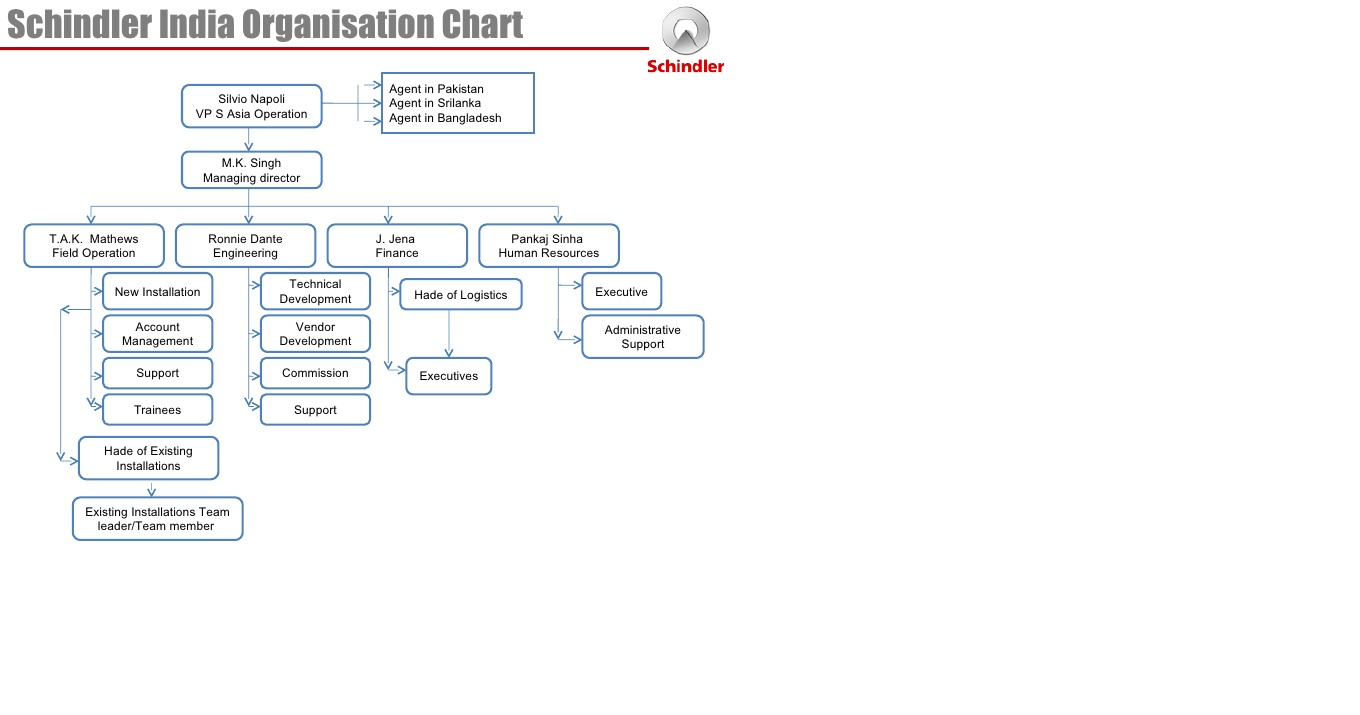 Schindler India Organisation Chart
Schindler
Silvio Napoli
VP S Asia Operation
Agent in Pakistan
Agent in Srilanka
Agent in Bangladesh
M.K. Singh
Managing director
T.A.K. Mathews
Field Operation
Ronnie Dante
Engineering
J. Jena
Finance
Pankaj Sinha
Human Resources
New Installation
Account
Management
Support
Trainees
Hade of Existing
Installations
Existing Installations Team
leader/Team member
Technical
Development
Vendor
Development
Commission
Support
Hade of Logistics
Executives
Executive
Administrative
Support